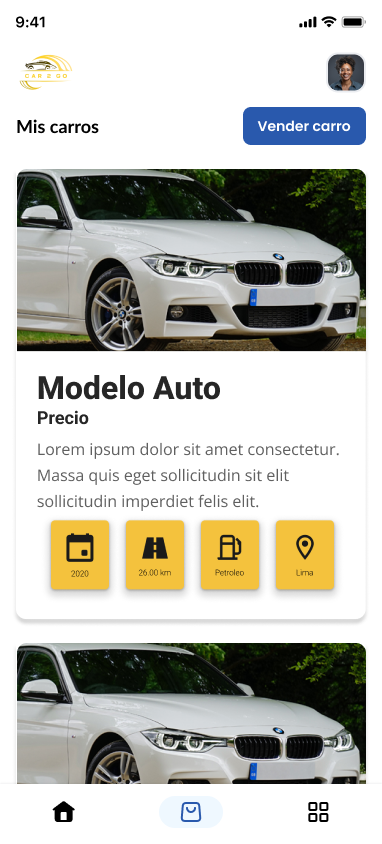 9:41
CAR 2 GO
Mis carros
Vender carro
Modelo Auto
Precio
Lorem ipsum dolor sit amet consectetur.
Massa quis eget sollicitudin sit elit
sollicitudin imperdiet felis elit.
2020
26.00 km
Petroleo
Lima